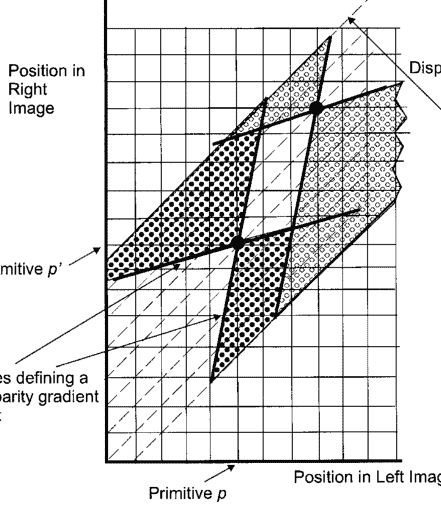 Position in
Right
Image
Disp
mitive p'
es defining a
parity gradient
Position in Left Imag
Primitive p